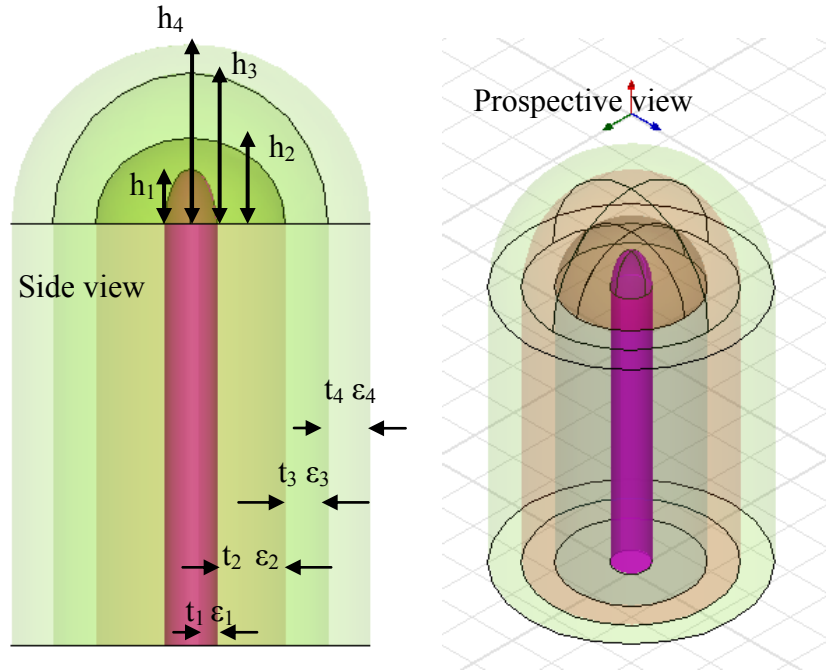 h₄
h₃
h₂
h₁
Side view
t₄ ε₄
t₃ ε₃
t₂ ε₂
t₁ ε₁
Prospective view